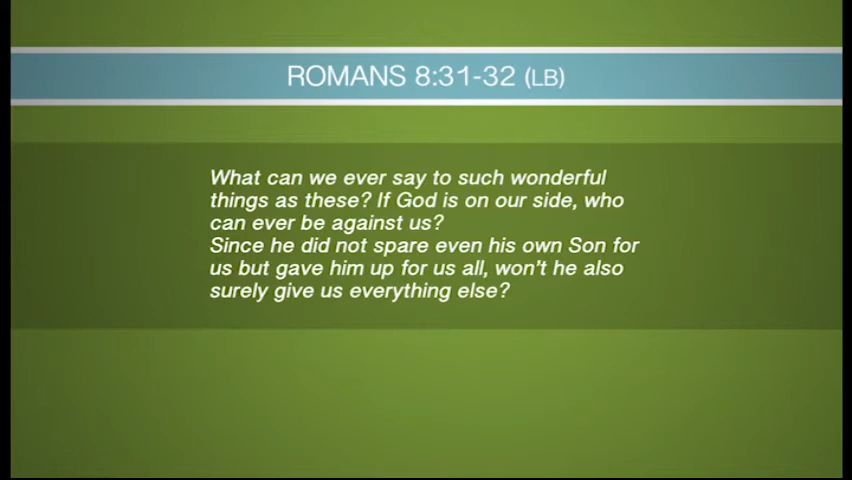 ROMANS 8:31-32 (LB)
What can we ever say to such wonderful
things as these? If God is on our side, who
can ever be against us?
Since he did not spare even his own Son for
us but gave him up for us all, won't he also
surely give us everything else?